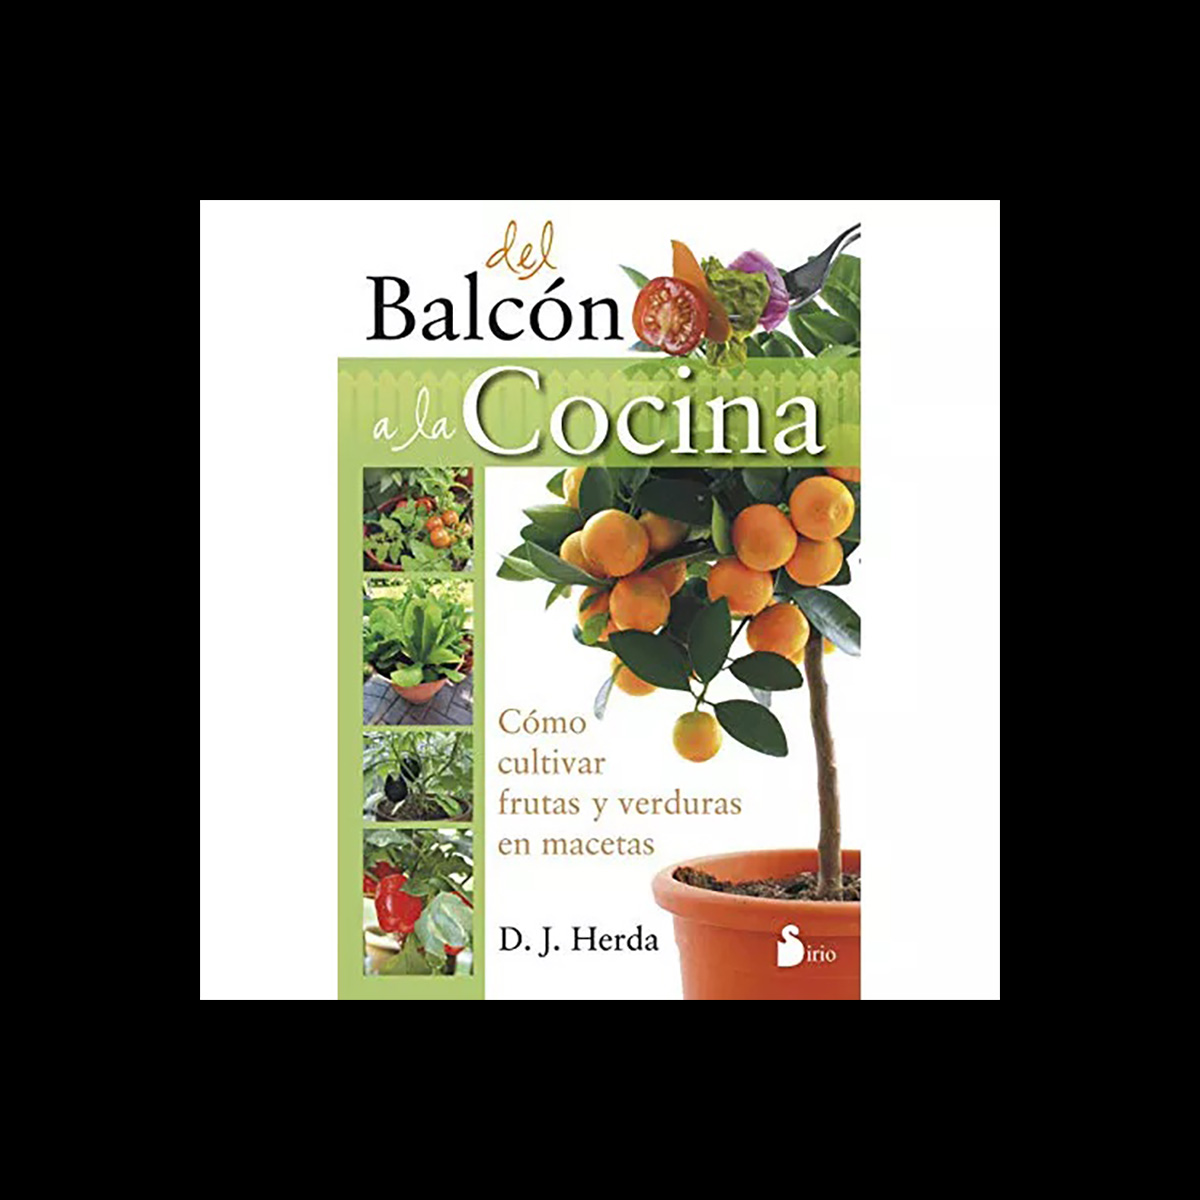 del
Balcón
a la Cocina
Cómo
cultivar
frutas y verduras
en macetas
D. J. Herda
Sirio